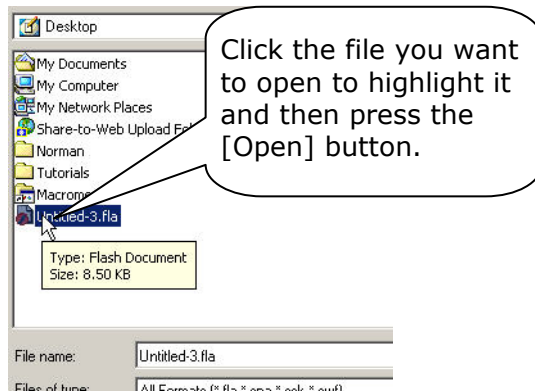 Desktop
Click the file you want
to open to highlight it
and then press the
[Open] button.
My Documents
My Computer
My Network Places
Share-to-Web Upload
Norman
Tutorials
Untitled-3.fla
Type: Flash Document
Size: 8.50 KB
File name:
Untitled-3.fla
Files of type:
All Formats (*.fla,*.spa,*.ssk,*.swf)